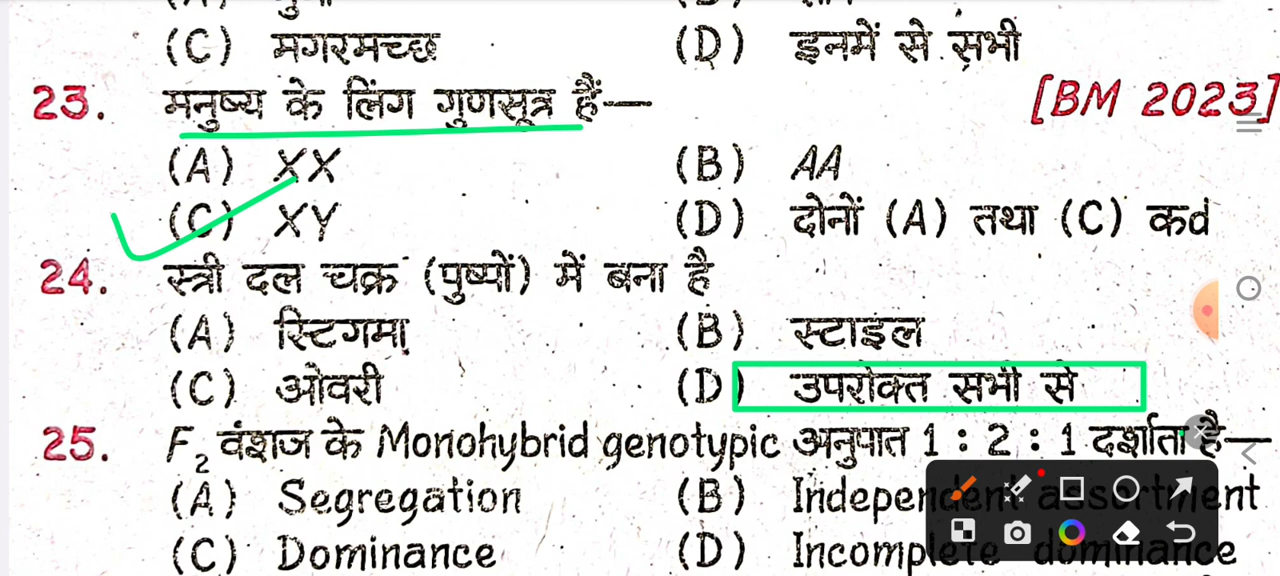 (C) मगरमच्छ (D) इनमें से सभी
23. मनुष्य के लिंग गुणसूत्र हैं— [BM 2023]
(A) XX (B) AA
(C) XY (D) दोनों (A) तथा (C) कd
24. स्त्री दल चक्र (पुष्पों) में बना है
(A) स्टिगमा (B) स्टाइल
(C) ओवरी (D) उपरोक्त सभी से
25. F₂ वंशज के Monohybrid genotypic अनुपात 1 : 2 : 1 दर्शाता है—
(A) Segregation (B) Independent assortment
(C) Dominance (D) Incomplete dominance